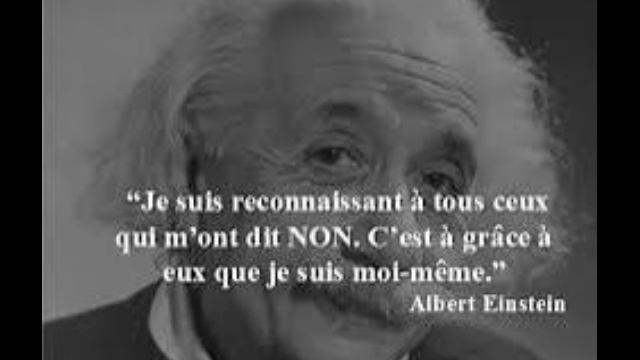 “Je suis reconnaissant à tous ceux
qui m’ont dit NON. C’est à grâce à
eux que je suis moi-même.”
Albert Einstein